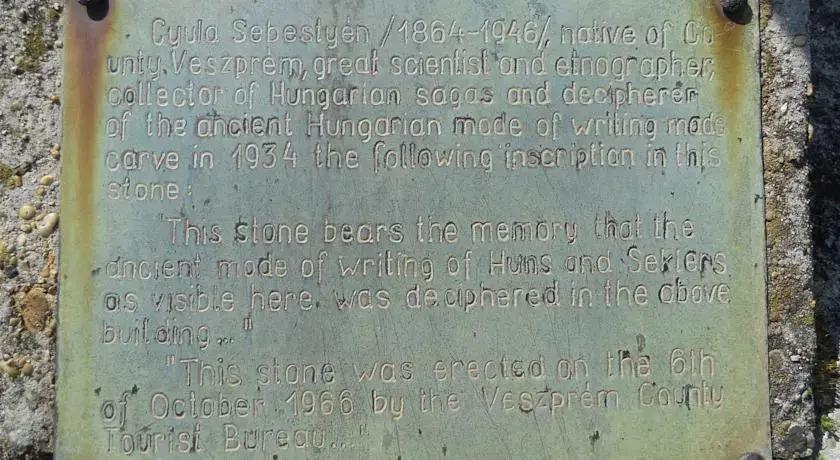 Gyula Sebestyén /1864-1946/, native of Co
unty Veszprém, great scientist and etnographer,
collector of Hungarian sagas and decipherer
of the ancient Hungarian mode of writing made
carve in 1934 the following inscription in this
stone:
"This stone bears the memory that the
ancient mode of writing of Huns and Seklers
as visible here, was deciphered in the above
building..."
"This stone was erected on the 6th
of October 1966 by the Veszprém County
Tourist Bureau..."